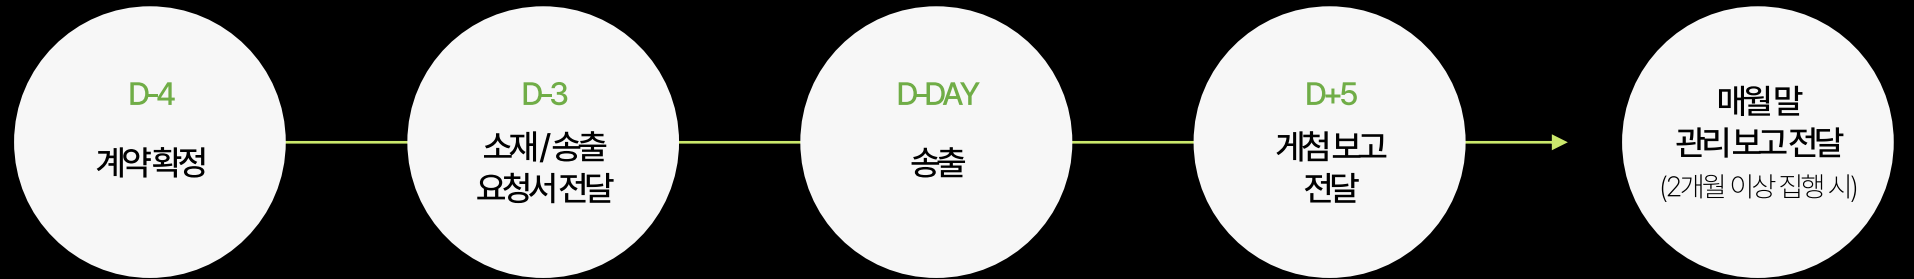 D-4
계약 확정
D-3
소재 / 송출
요청서 전달
D-DAY
송출
D+5
게첨 보고
전달
매월 말
관리 보고 전달
(2개월 이상 집행 시)